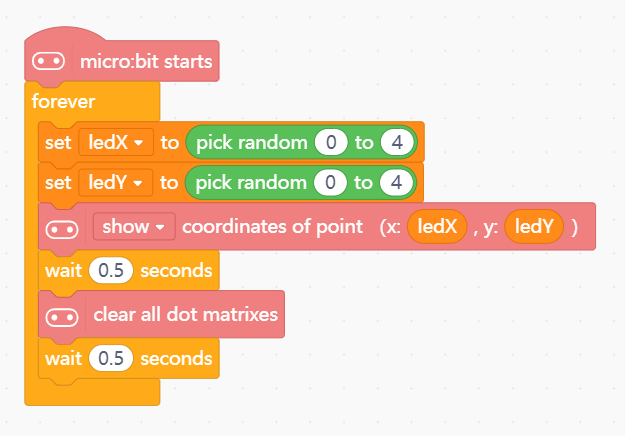 micro:bit starts
forever
set ledX to pick random 0 to 4
set ledY to pick random 0 to 4
show coordinates of point (x: ledX , y: ledY )
wait 0.5 seconds
clear all dot matrixes
wait 0.5 seconds